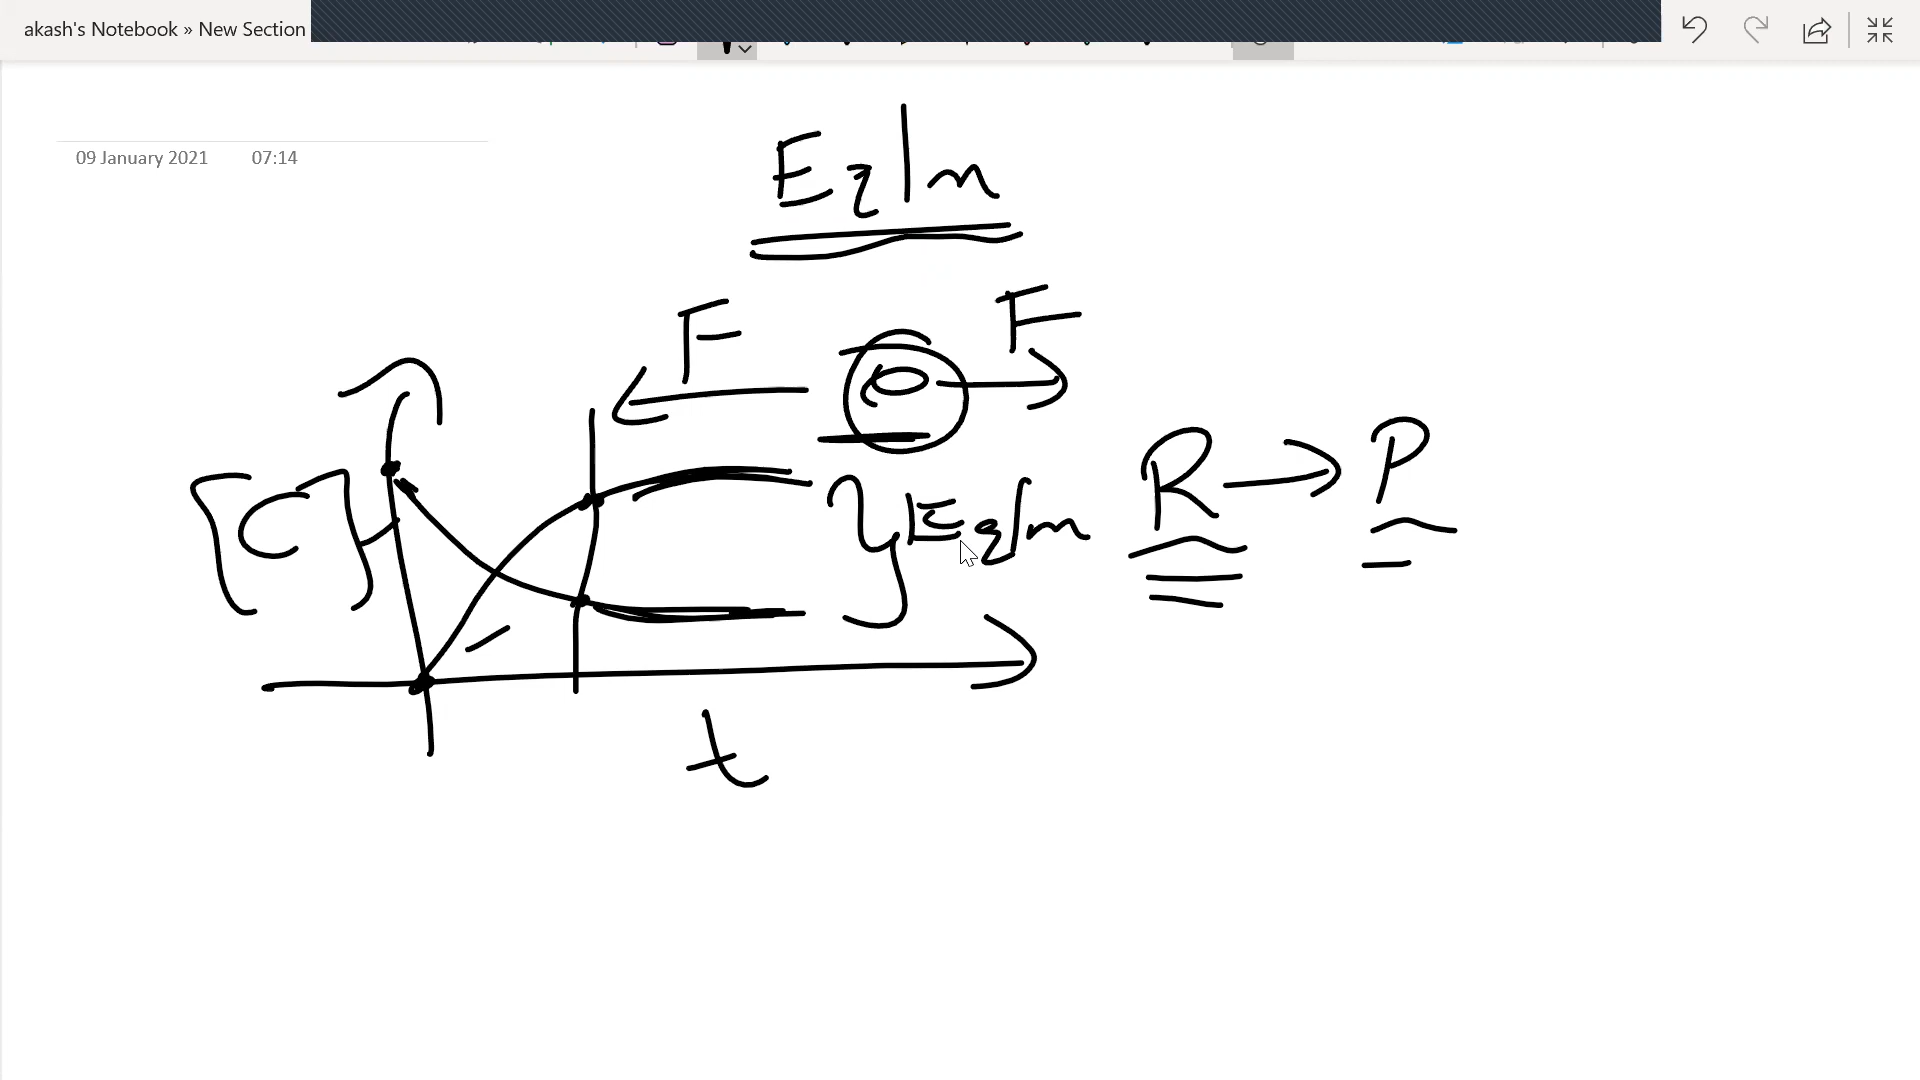 akash's Notebook » New Section
09 January 2021 07:14
Eqlm
F F
R → P
[C] Eqlm
t